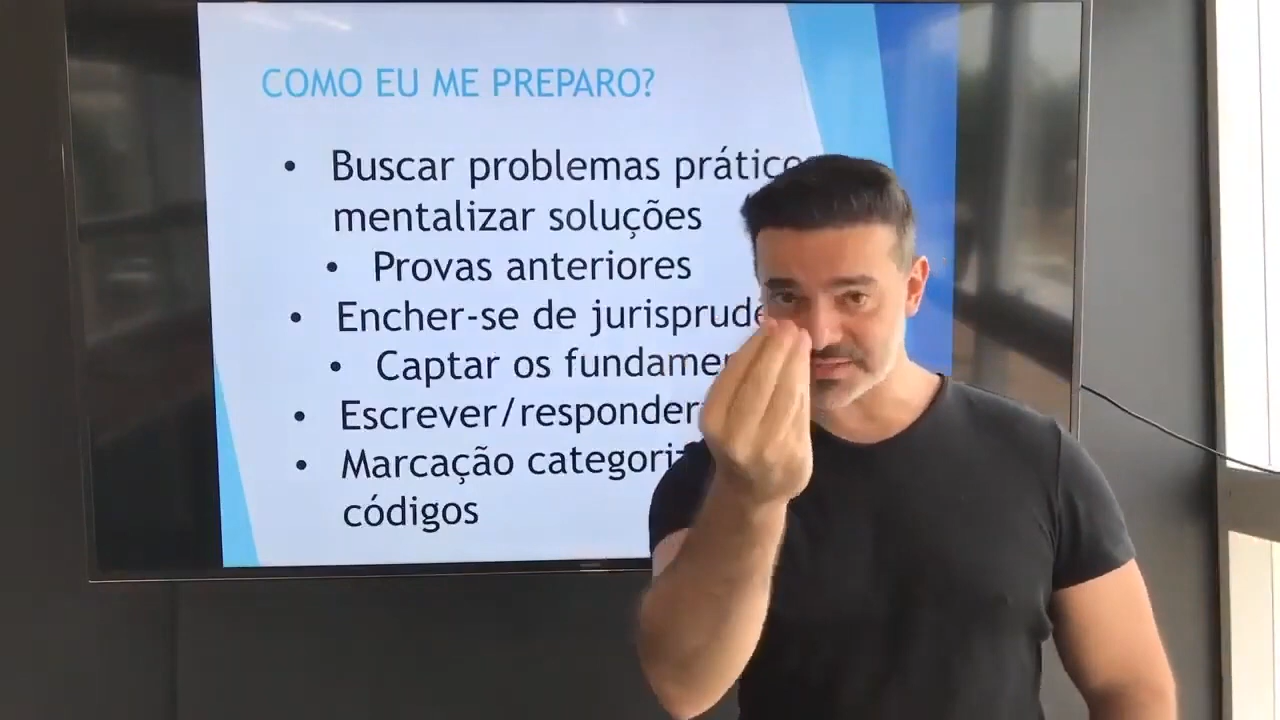 COMO EU ME PREPARO?
• Buscar problemas
mentalizar soluções
• Provas anteriores
• Encher-se de
• Captar os
• Escrever/responder
• Marcação
códigos